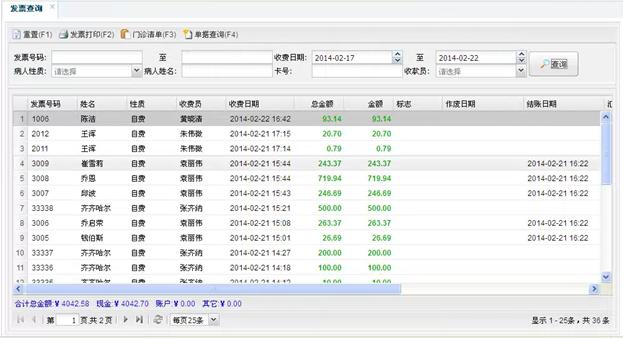 发票查询
重置(F1) 发票打印(F2) 门诊清单(F3) 单据查询(F4)
发票号码: 至 收费日期: 2014-02-17 至 2014-02-22 查询
病人性质: 请选择 病人姓名: 卡号: 收款员: 请选择
发票号码 姓名 性质 收费员 收费日期 总金额 金额 标志 作废日期 结账日期
1 1006 陈洁 自费 黄晓清 2014-02-22 16:42 93.14 93.14
2 2012 王浑 自费 朱伟微 2014-02-21 17:15 20.70 20.70
3 2011 王浑 自费 朱伟微 2014-02-21 17:14 0.79 0.79
4 3009 崔雪莉 自费 袁丽伟 2014-02-21 15:44 243.37 243.37 2014-02-21 16:22
5 3008 乔恩 自费 袁丽伟 2014-02-21 15:44 719.94 719.94 2014-02-21 16:22
6 3007 邱波 自费 袁丽伟 2014-02-21 15:43 246.69 246.69 2014-02-21 16:22
7 33338 齐齐哈尔 自费 张齐纳 2014-02-21 15:21 500.00 500.00
8 3006 乔启荣 自费 袁丽伟 2014-02-21 15:08 263.37 263.37 2014-02-21 16:22
9 3005 钱伯斯 自费 袁丽伟 2014-02-21 15:01 26.69 26.69 2014-02-21 16:22
10 33337 齐齐哈尔 自费 张齐纳 2014-02-21 14:27 200.00 200.00
11 33336 齐齐哈尔 自费 张齐纳 2014-02-21 14:18 100.00 100.00
合计总金额:¥ 4042.58 现金:¥ 4042.70 账户:¥ 0.00 其它:¥ 0.00
第 1 页,共 2 页 每页25条 显示 1 - 25条，共 36 条